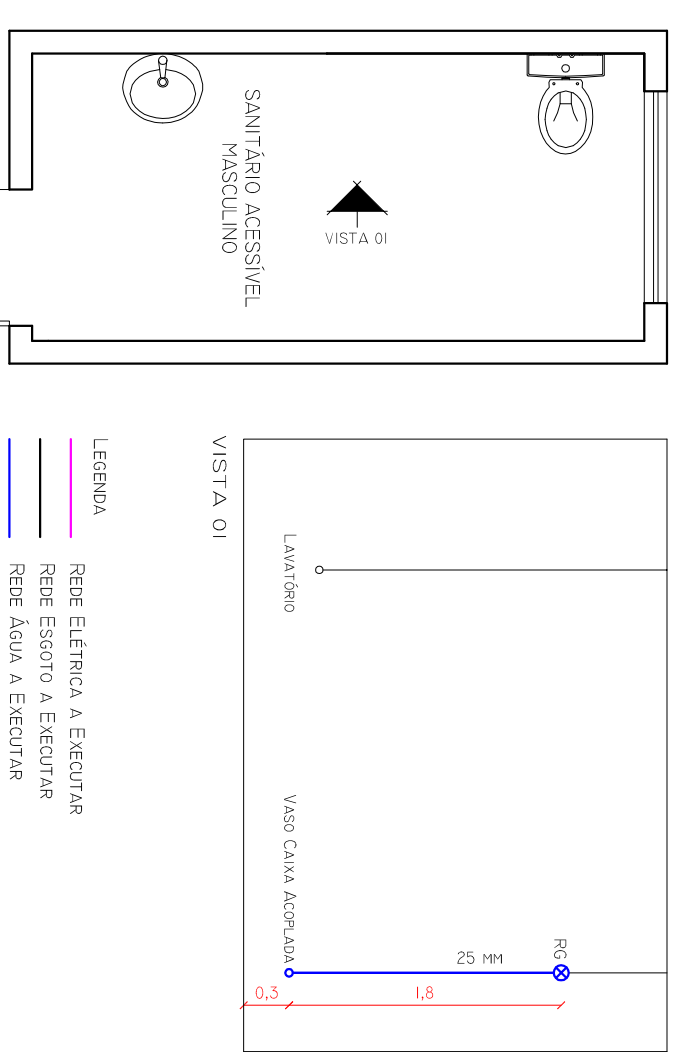 SANITÁRIO ACESSÍVEL
MASCULINO
VISTA 01
VISTA 01
LAVATÓRIO
VASO CAIXA ACOPLADA
RG
25 MM
0,3
1,8
LEGENDA
REDE ELÉTRICA A EXECUTAR
REDE ESGOTO A EXECUTAR
REDE ÁGUA A EXECUTAR